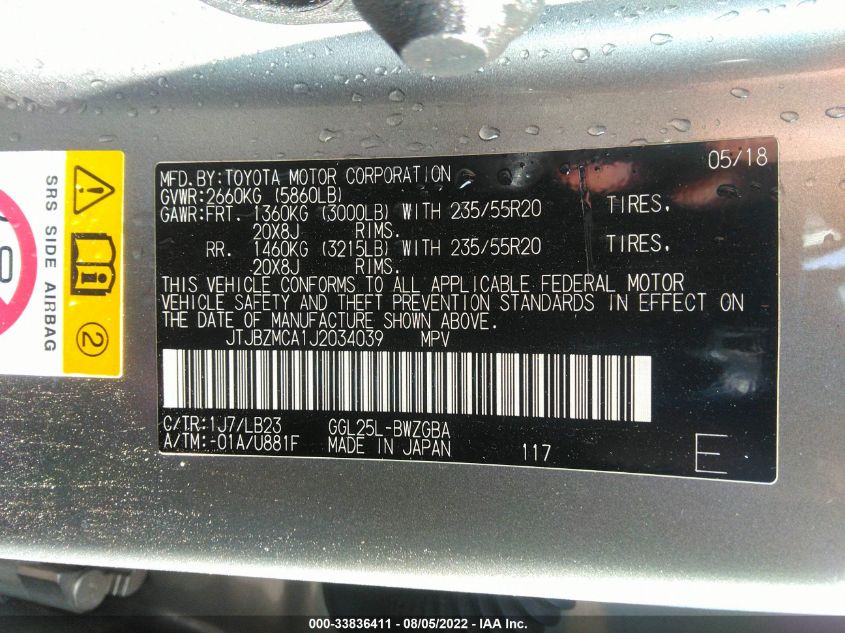 SRS SIDE AIRBAG
2
MFD.BY:TOYOTA MOTOR CORPORATION 05/18
GVWR:2660KG (5860LB)
GAWR:FRT. 1360KG (3000LB) WITH 235/55R20 TIRES.
20X8J RIMS.
RR. 1460KG (3215LB) WITH 235/55R20 TIRES.
20X8J RIMS.
THIS VEHICLE CONFORMS TO ALL APPLICABLE FEDERAL MOTOR
VEHICLE SAFETY AND THEFT PREVENTION STANDARDS IN EFFECT ON
THE DATE OF MANUFACTURE SHOWN ABOVE.
JTJBZMCA1J2034039 MPV
C/TR:1J7/LB23 GGL25L-BWZGBA
A/TM:-01A/U881F MADE IN JAPAN 117 E
000-33836411 - 08/05/2022 - IAA Inc.